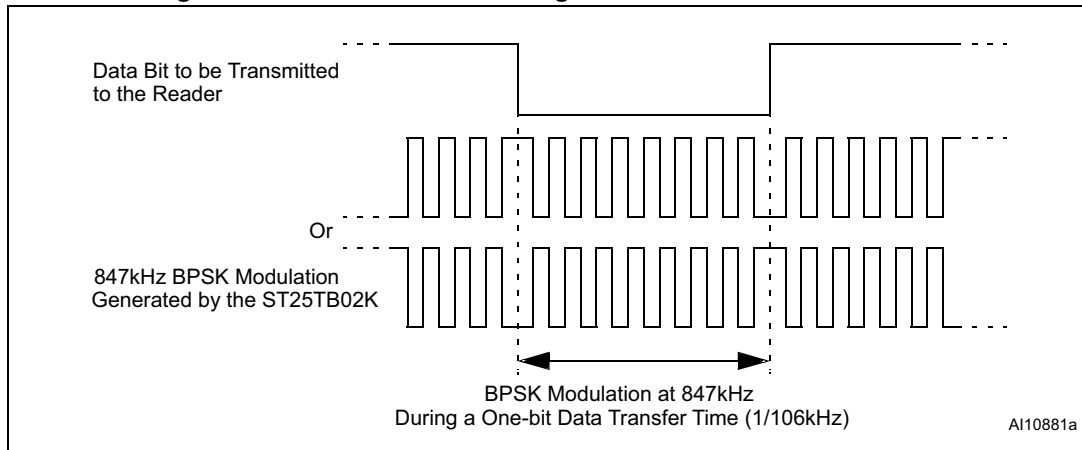 Data Bit to be Transmitted
to the Reader
Or
847kHz BPSK Modulation
Generated by the ST25TB02K
BPSK Modulation at 847kHz
During a One-bit Data Transfer Time (1/106kHz)
AI10881a